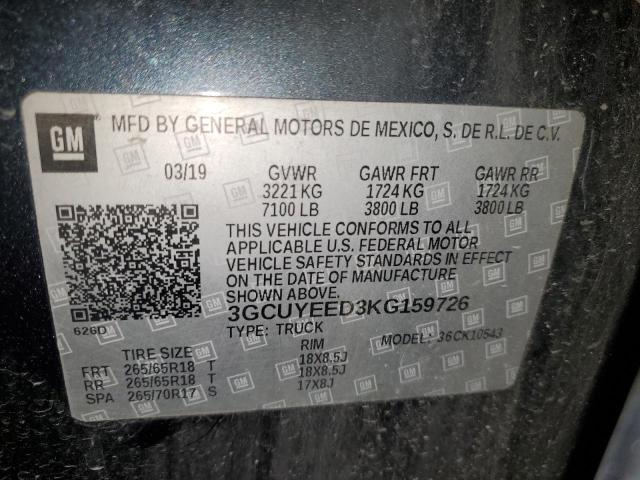 GM MFD BY GENERAL MOTORS DE MEXICO, S. DE R.L. DE C.V.
03/19 GVWR GAWR FRT GAWR RR
3221 KG 1724 KG 1724 KG
7100 LB 3800 LB 3800 LB
THIS VEHICLE CONFORMS TO ALL
APPLICABLE U.S. FEDERAL MOTOR
VEHICLE SAFETY STANDARDS IN EFFECT
ON THE DATE OF MANUFACTURE
SHOWN ABOVE.
3GCUYEED3KG159726
626D TYPE: TRUCK MODEL: 36CK10543
TIRE SIZE RIM
FRT 265/65R18 T 18X8.5J
RR 265/65R18 T 18X8.5J
SPA 265/70R17 S 17X8J